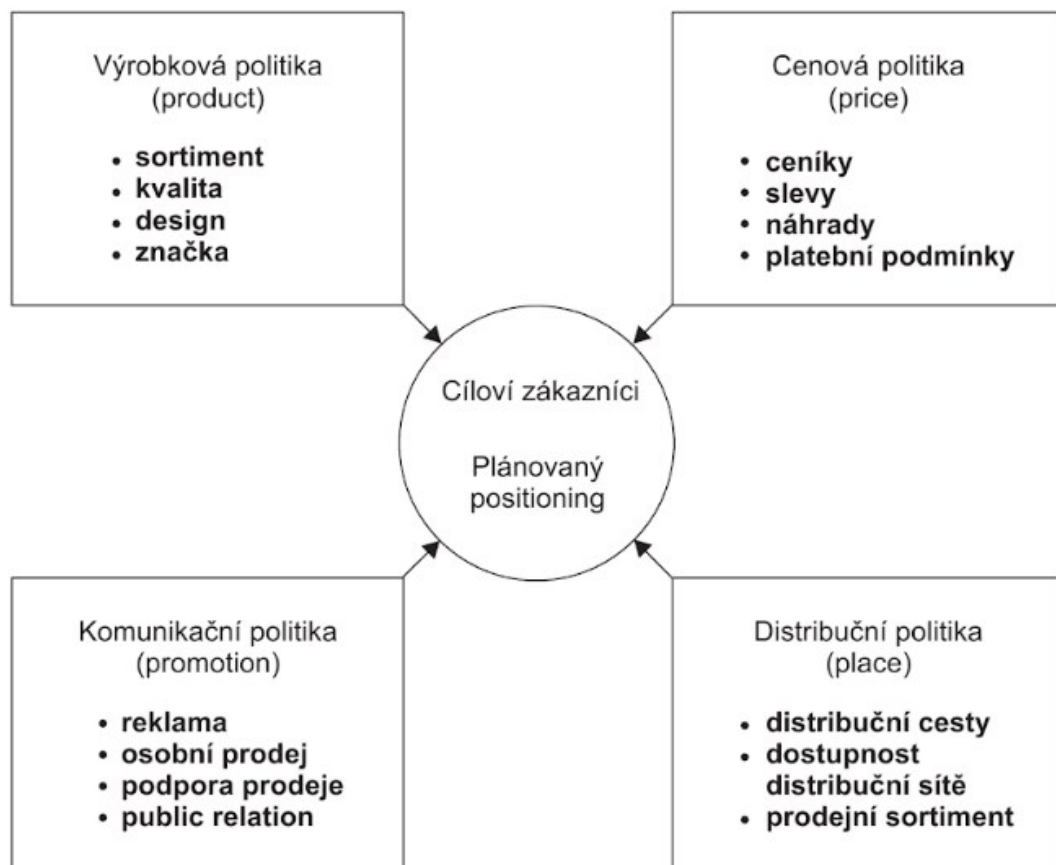 Výrobková politika
(product)
• sortiment
• kvalita
• design
• značka
Cenová politika
(price)
• ceníky
• slevy
• náhrady
• platební podmínky
Cíloví zákazníci
Plánovaný
positioning
Komunikační politika
(promotion)
• reklama
• osobní prodej
• podpora prodeje
• public relation
Distribuční politika
(place)
• distribuční cesty
• dostupnost
distribuční sítě
• prodejní sortiment